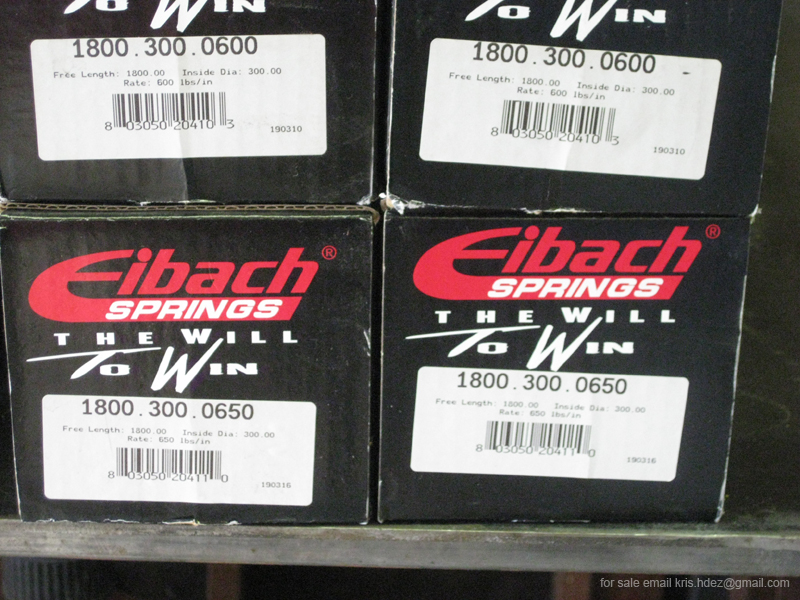 To Win
1800.300.0600
Free Length: 1800.00 Inside Dia: 300.00
Rate: 600 lbs/in
8 03050 20410 3
190310
To Win
1800.300.0600
Free Length: 1800.00 Inside Dia: 300.00
Rate: 600 lbs/in
8 03050 20410 3
190310
Eibach®
SPRINGS
THE WILL
To WIN
1800.300.0650
Free Length: 1800.00 Inside Dia: 300.00
Rate: 650 lbs/in
8 03050 20411 0
190316
Eibach®
SPRINGS
THE WILL
To WIN
1800.300.0650
Free Length: 1800.00 Inside Dia: 300.00
Rate: 650 lbs/in
8 03050 20411 0
190316
for sale email kris.hdez@gmail.com